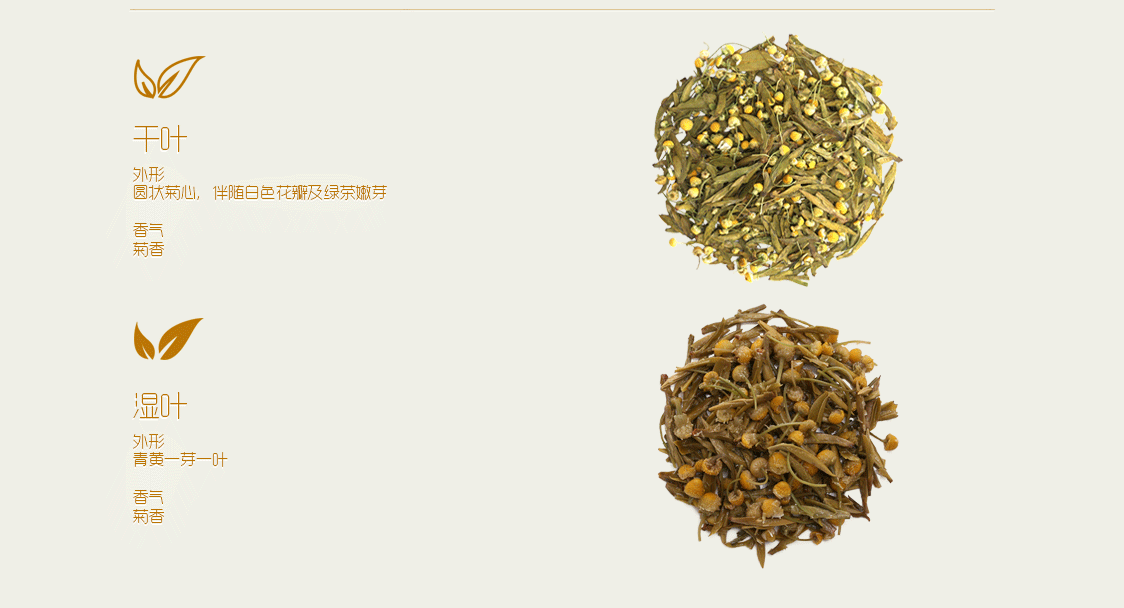 干叶
外形
圆状菊心，伴随白色花瓣及绿茶嫩芽
香气
菊香
湿叶
外形
青黄一芽一叶
香气
菊香